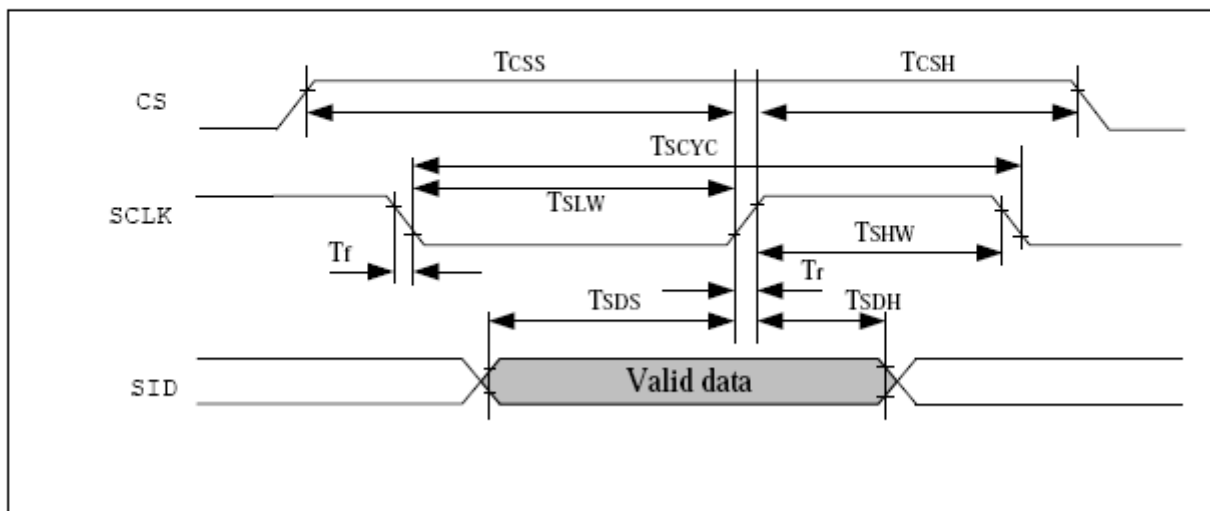 TCSS
TCSH
CS
TSCYC
SCLK
TSLW
TSHW
Tf
Tr
TSDS
TSDH
SID
Valid data